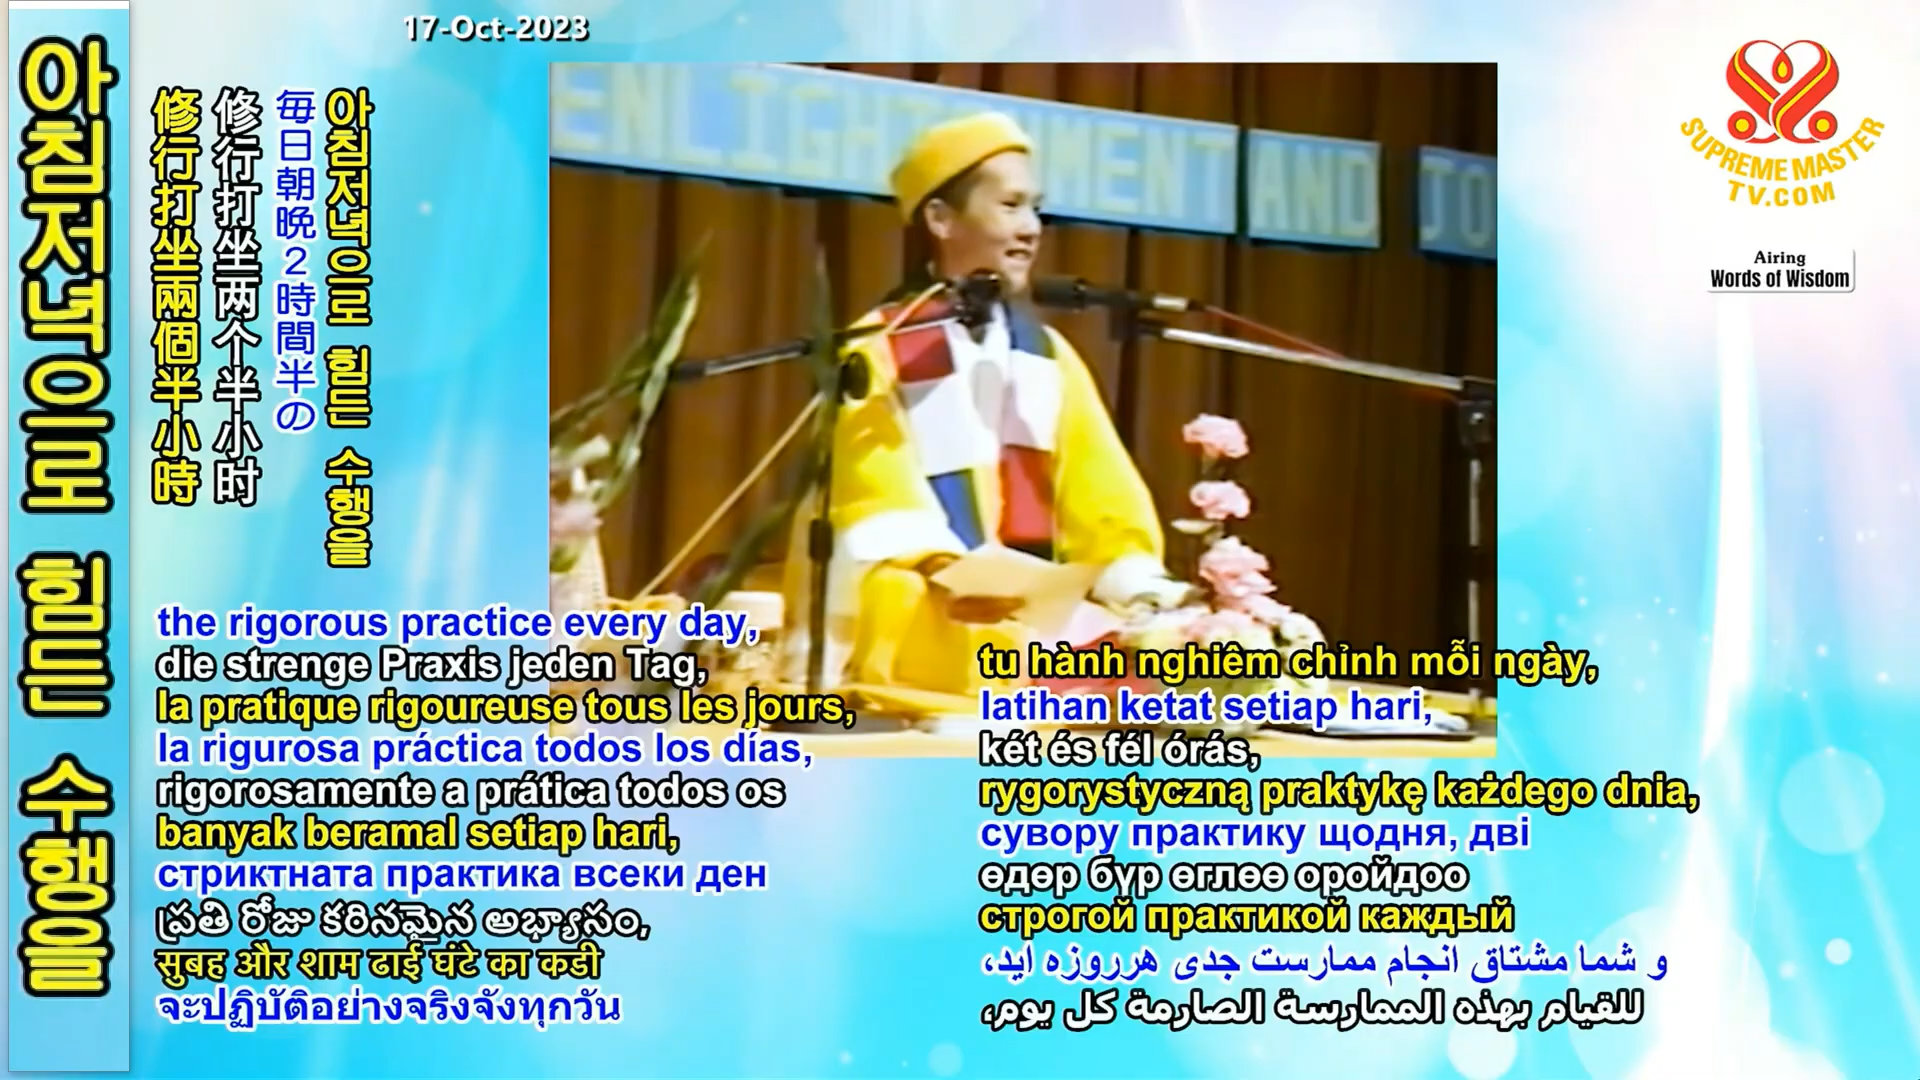 17-Oct-2023
아침저녁으로 힘든 수행을
修行打坐兩個半小時
修行打坐两个半小时
每日朝晩2時間半の
아침저녁으로 힘든 수행을
ENLIGHTENMENT AND JO
SUPREME MASTER
TV.COM
Airing
Words of Wisdom
the rigorous practice every day,
die strenge Praxis jeden Tag,
la pratique rigoureuse tous les jours,
la rigurosa práctica todos los días,
rigorosamente a prática todos os
banyak beramal setiap hari,
стриктната практика всеки ден
ప్రతి రోజు కఠినమైన అభ్యాసం,
सुबह और शाम ढाई घंटे का कडी
จะปฏิบัติอย่างจริงจังทุกวัน
tu hành nghiêm chỉnh mỗi ngày,
latihan ketat setiap hari,
két és fél órás,
rygorystyczną praktykę każdego dnia,
сувору практику щодня, дві
өдөр бүр өглөө оройдоо
строгой практикой каждый
و شما مشتاق انجام ممارست جدی هرروزه اید،
للقيام بهذه الممارسة الصارمة كل يوم،